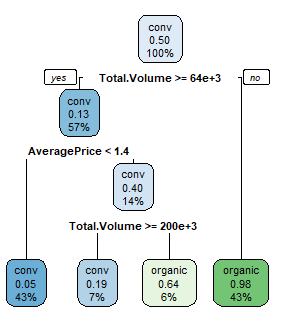 conv
0.50
100%
yes
Total.Volume >= 64e+3
no
conv
0.13
57%
AveragePrice < 1.4
conv
0.40
14%
Total.Volume >= 200e+3
conv
0.05
43%
conv
0.19
7%
organic
0.64
6%
organic
0.98
43%